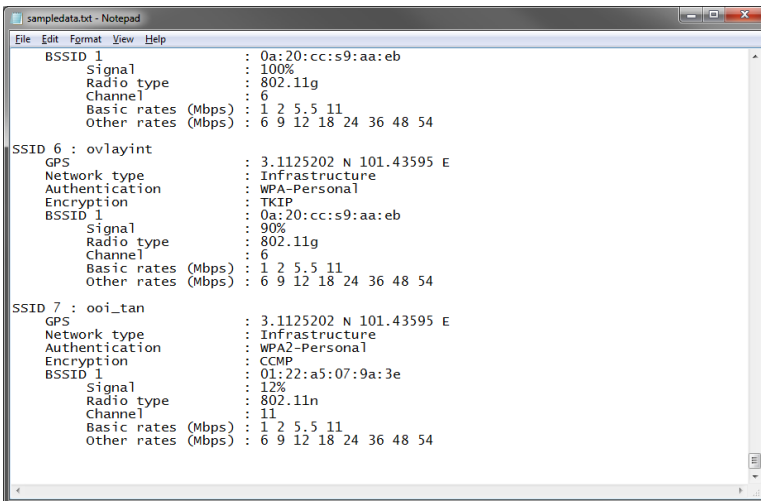 sampledata.txt - Notepad
File Edit Format View Help
BSSID 1 : 0a:20:cc:s9:aa:eb
Signal : 100%
Radio type : 802.11g
Channel : 6
Basic rates (Mbps) : 1 2 5.5 11
Other rates (Mbps) : 6 9 12 18 24 36 48 54
SSID 6 : ovlayint
GPS : 3.1125202 N 101.43595 E
Network type : Infrastructure
Authentication : WPA-Personal
Encryption : TKIP
BSSID 1 : 0a:20:cc:s9:aa:eb
Signal : 90%
Radio type : 802.11g
Channel : 6
Basic rates (Mbps) : 1 2 5.5 11
Other rates (Mbps) : 6 9 12 18 24 36 48 54
SSID 7 : ooi_tan
GPS : 3.1125202 N 101.43595 E
Network type : Infrastructure
Authentication : WPA2-Personal
Encryption : CCMP
BSSID 1 : 01:22:a5:07:9a:3e
Signal : 12%
Radio type : 802.11n
Channel : 11
Basic rates (Mbps) : 1 2 5.5 11
Other rates (Mbps) : 6 9 12 18 24 36 48 54